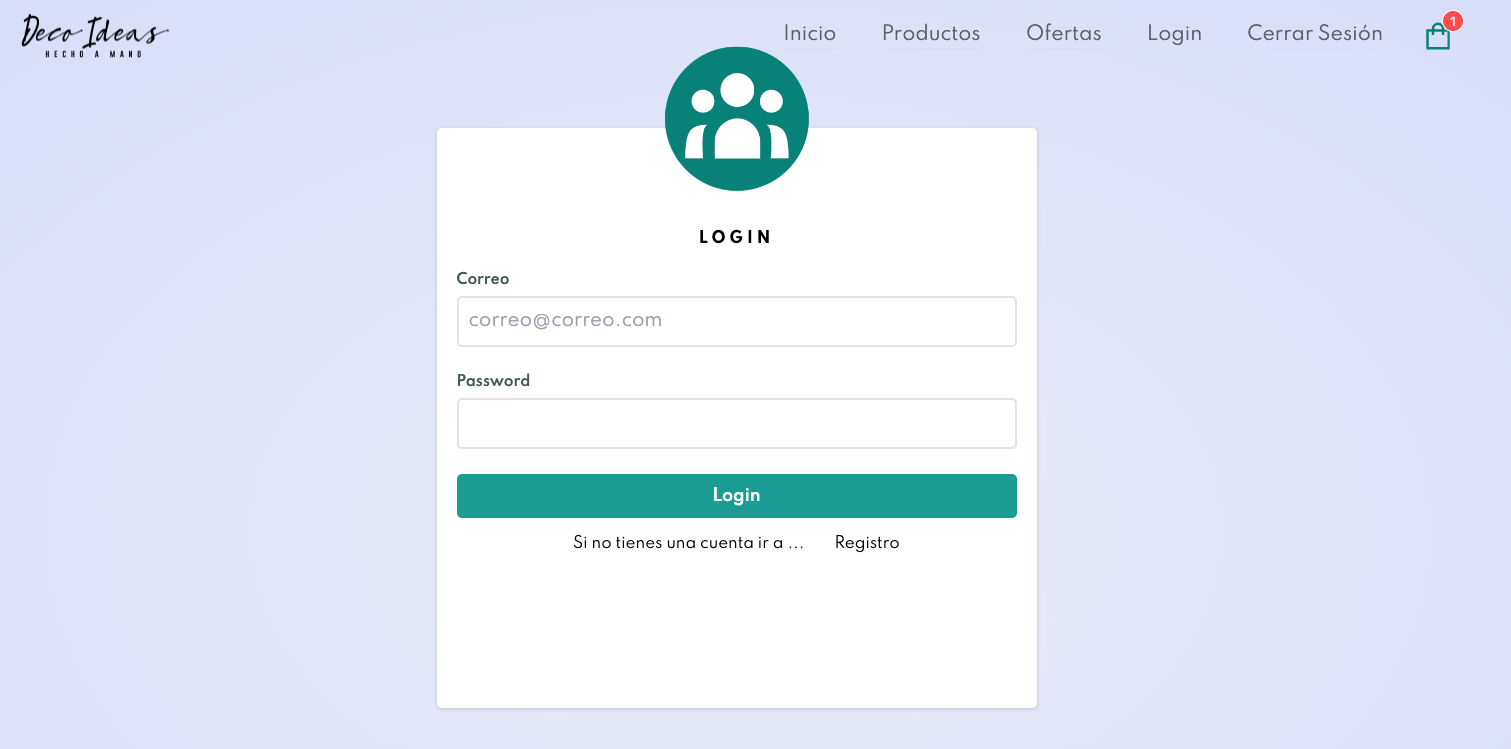 Deco Ideas
HECHO A MANO
Inicio Productos Ofertas Login Cerrar Sesión 1
LOGIN
Correo
correo@correo.com
Password
Login
Si no tienes una cuenta ir a ... Registro